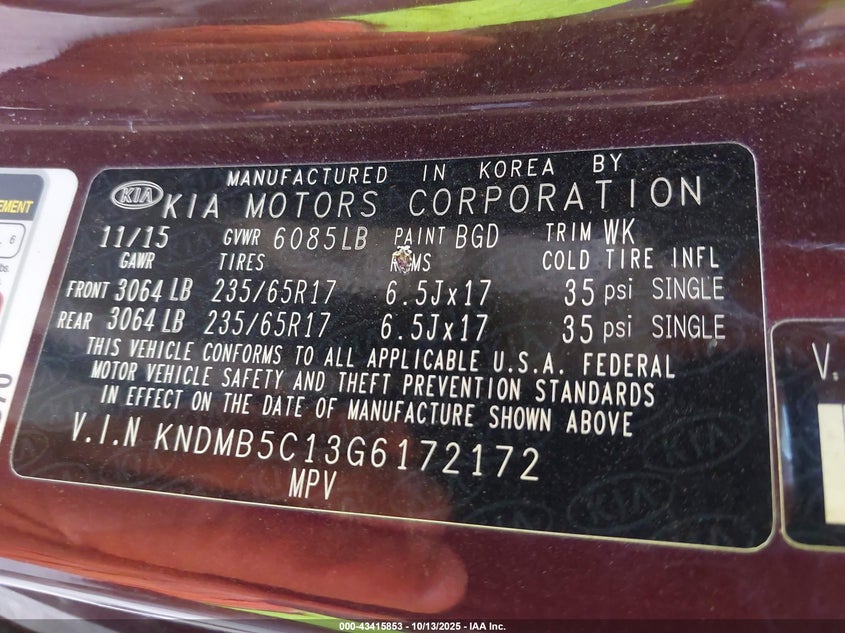 MANUFACTURED IN KOREA BY
KIA KIA MOTORS CORPORATION
11/15 GVWR 6085LB PAINT BGD TRIM WK
GAWR TIRES COLD TIRE INFL
FRONT 3064 LB 235/65R17 6.5Jx17 35 psi SINGLE
REAR 3064 LB 235/65R17 6.5Jx17 35 psi SINGLE
THIS VEHICLE CONFORMS TO ALL APPLICABLE U.S.A. FEDERAL
MOTOR VEHICLE SAFETY AND THEFT PREVENTION STANDARDS
IN EFFECT ON THE DATE OF MANUFACTURE SHOWN ABOVE
V.I.N KNDMB5C13G6172172
MPV
000-43415853 - 10/13/2025 - IAA Inc.